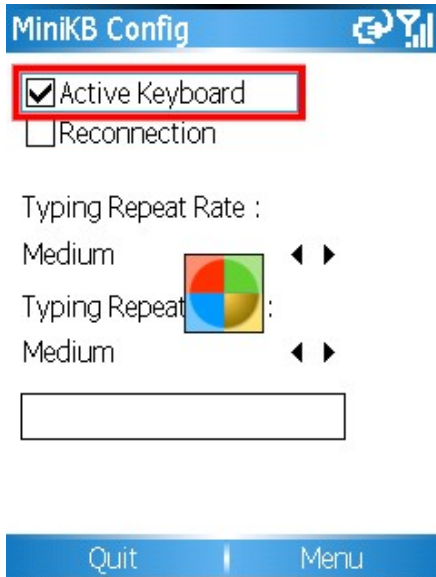 MiniKB Config
Active Keyboard
Reconnection
Typing Repeat Rate :
Medium
Typing Repeat :
Medium
Quit Menu